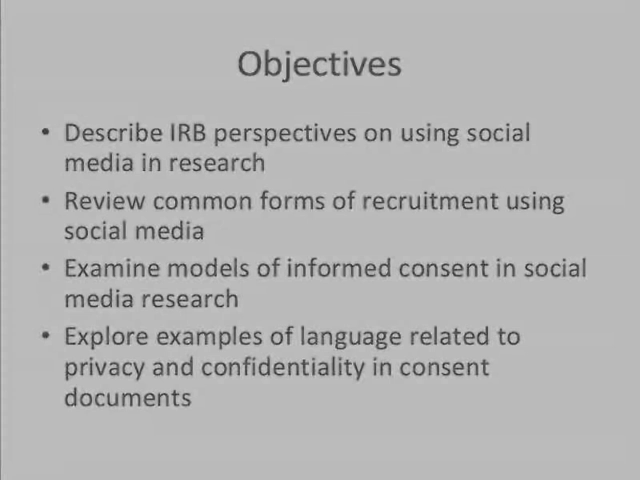 Objectives
• Describe IRB perspectives on using social
media in research
• Review common forms of recruitment using
social media
• Examine models of informed consent in social
media research
• Explore examples of language related to
privacy and confidentiality in consent
documents